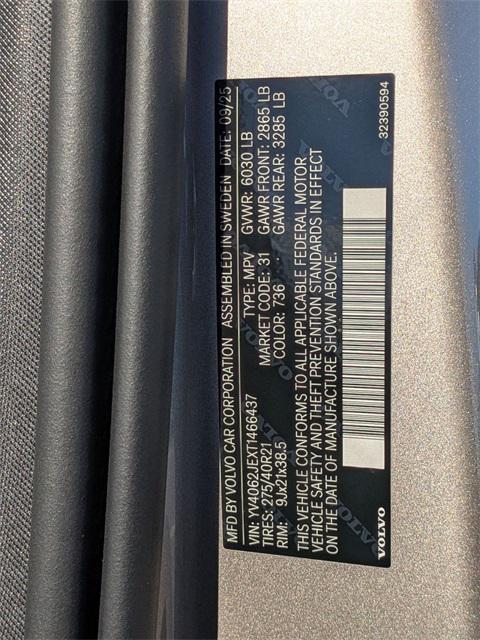 MFD BY VOLVO CAR CORPORATION ASSEMBLED IN SWEDEN DATE: 09/25
VIN: YV4062JEXT1466437 TYPE: MPV GVWR: 6030 LB
TIRES: 275/40R21 MARKET CODE: 31 GAWR FRONT: 2865 LB
RIM: 9Jx21x38.5 COLOR: 736 GAWR REAR: 3285 LB
THIS VEHICLE CONFORMS TO ALL APPLICABLE FEDERAL MOTOR
VEHICLE SAFETY AND THEFT PREVENTION STANDARDS IN EFFECT
ON THE DATE OF MANUFACTURE SHOWN ABOVE.
VOLVO 32390594